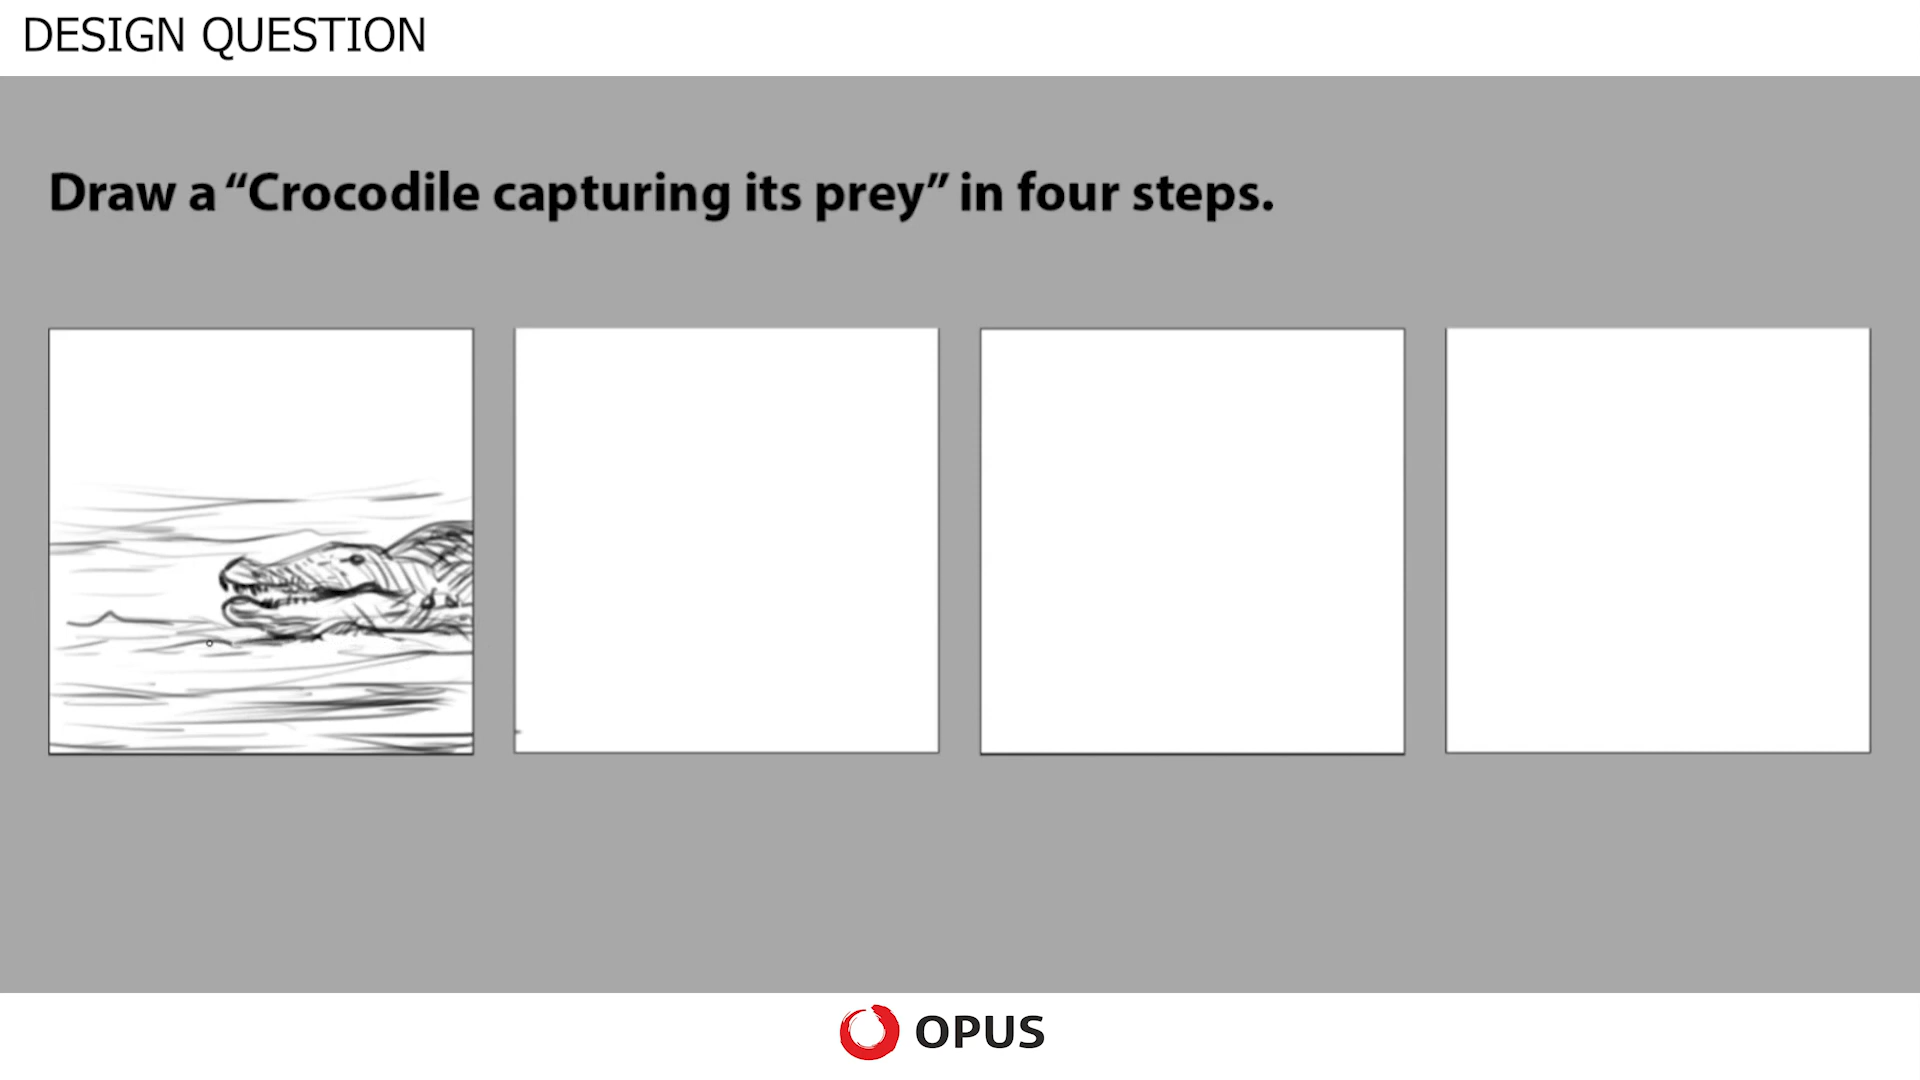 DESIGN QUESTION
Draw a “Crocodile capturing its prey” in four steps.
OPUS